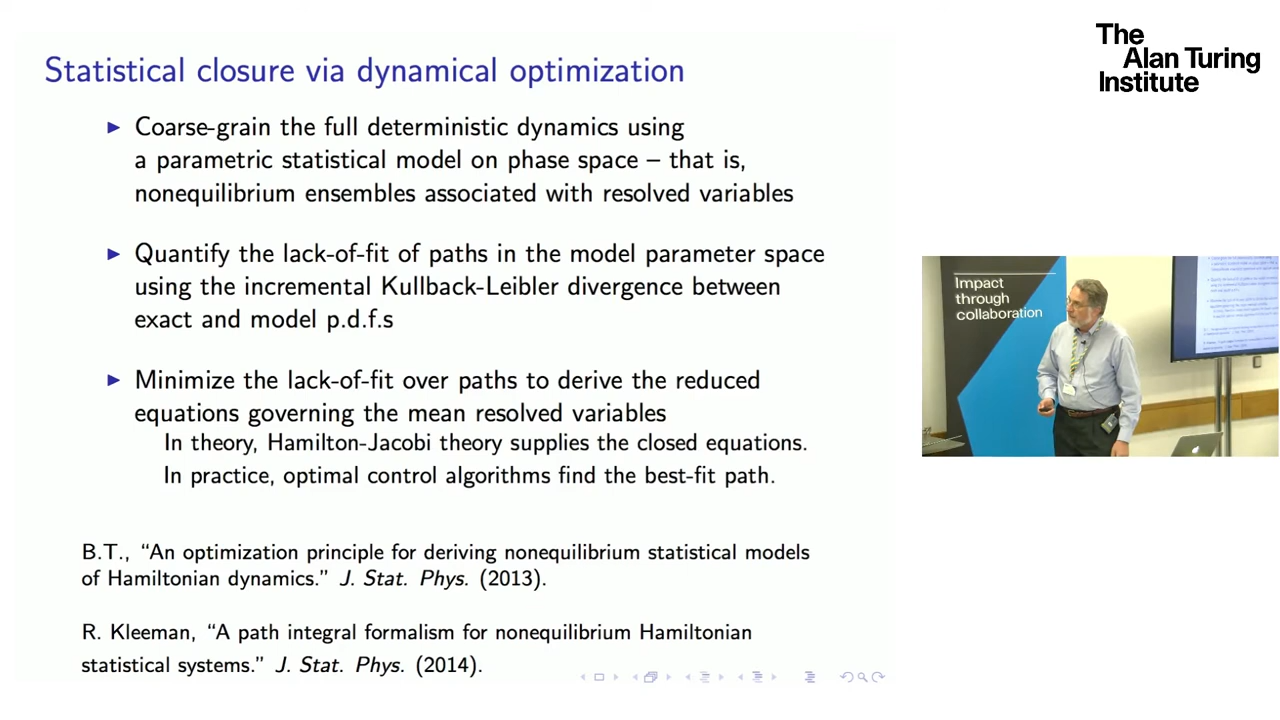 Statistical closure via dynamical optimization
▶ Coarse-grain the full deterministic dynamics using
a parametric statistical model on phase space – that is,
nonequilibrium ensembles associated with resolved variables
▶ Quantify the lack-of-fit of paths in the model parameter space
using the incremental Kullback-Leibler divergence between
exact and model p.d.f.s
▶ Minimize the lack-of-fit over paths to derive the reduced
equations governing the mean resolved variables
In theory, Hamilton-Jacobi theory supplies the closed equations.
In practice, optimal control algorithms find the best-fit path.
B.T., “An optimization principle for deriving nonequilibrium statistical models
of Hamiltonian dynamics.” J. Stat. Phys. (2013).
R. Kleeman, “A path integral formalism for nonequilibrium Hamiltonian
statistical systems.” J. Stat. Phys. (2014).
The
Alan Turing
Institute
Impact
through
collaboration